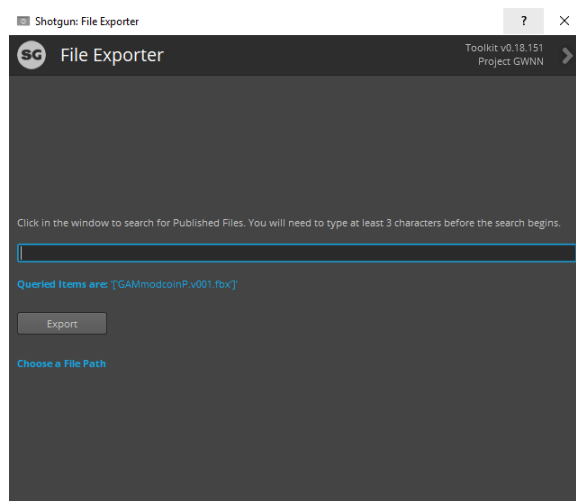 Shotgun: File Exporter
?
SG File Exporter
Toolkit v0.18.151
Project GWNN
Click in the window to search for Published Files. You will need to type at least 3 characters before the search begins.
Queried Items are: '['GAMmodcoinP.v001.fbx']'
Export
Choose a File Path